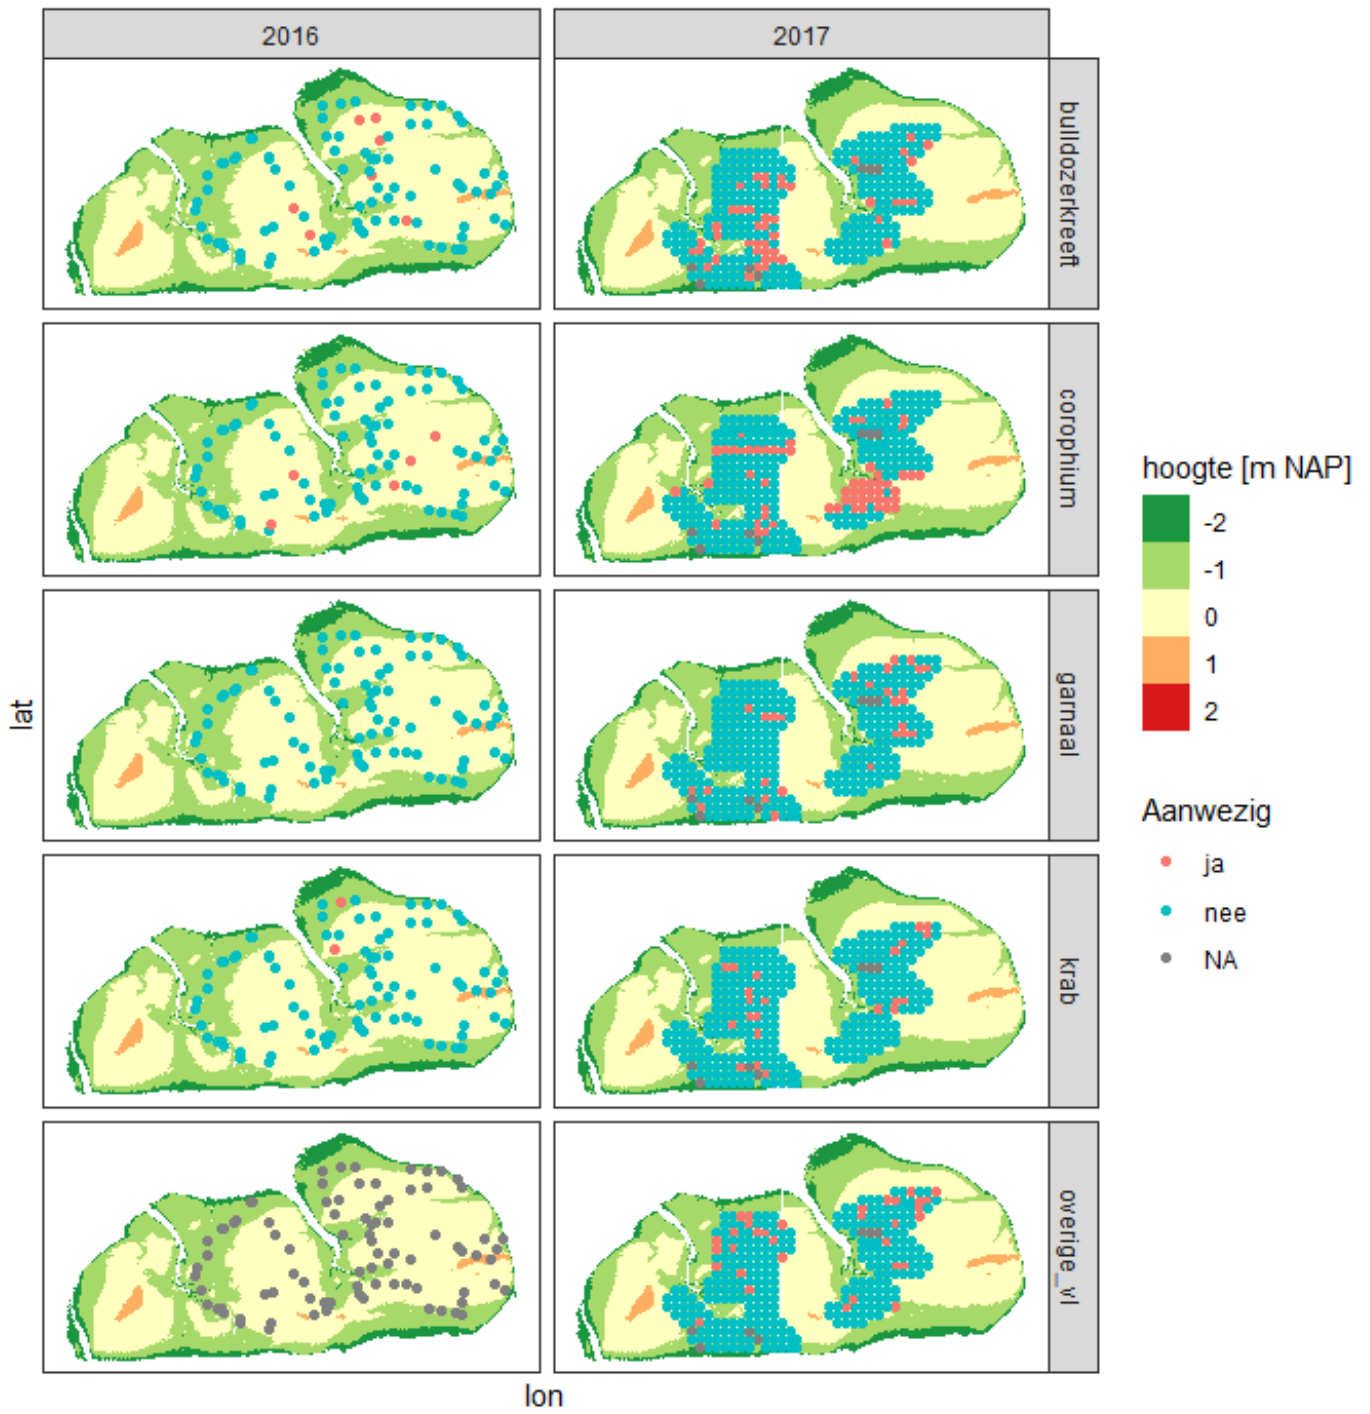 2016
2017
bulldozerkreeft
corophium
garnaal
krab
overige_vl
lat
lon
hoogte [m NAP]
-2
-1
0
1
2
Aanwezig
ja
nee
NA